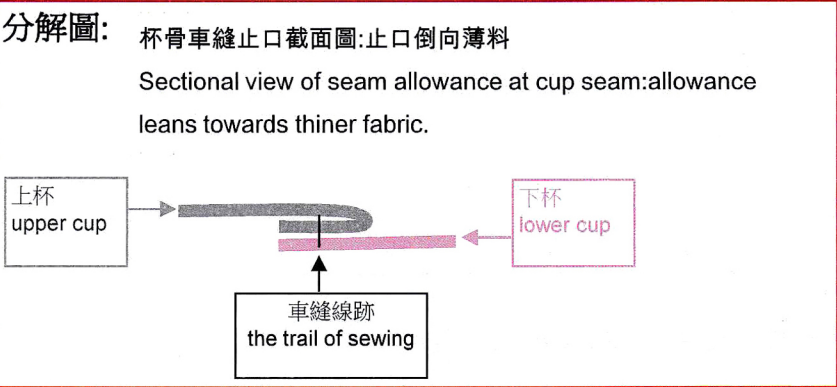 分解圖:
杯骨車縫止口截面圖:止口倒向薄料
Sectional view of seam allowance at cup seam:allowance
leans towards thiner fabric.
上杯
upper cup
下杯
lower cup
車縫線跡
the trail of sewing